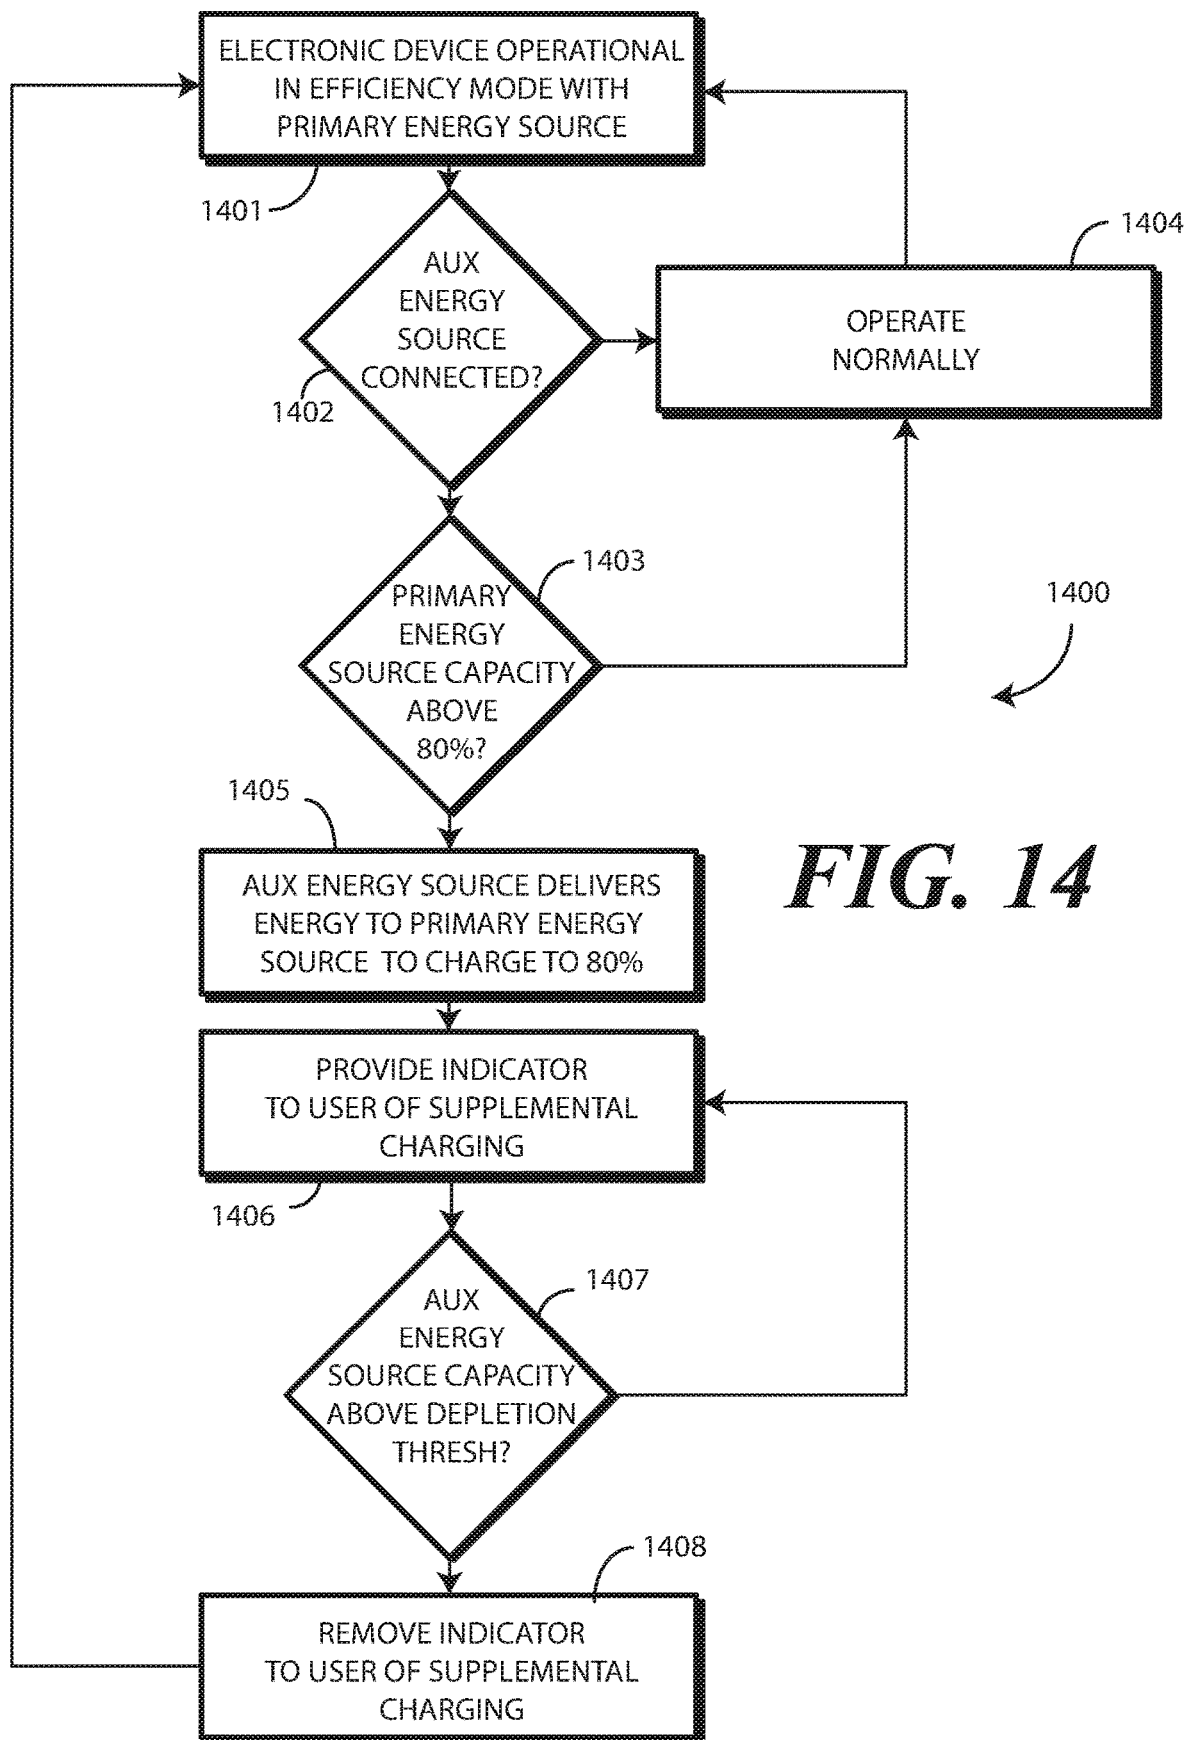 ELECTRONIC DEVICE OPERATIONAL
IN EFFICIENCY MODE WITH
PRIMARY ENERGY SOURCE
1401
AUX
ENERGY
SOURCE
CONNECTED?
1402
1404
OPERATE
NORMALLY
1403
PRIMARY
ENERGY
SOURCE CAPACITY
ABOVE
80%?
1400
1405
AUX ENERGY SOURCE DELIVERS
ENERGY TO PRIMARY ENERGY
SOURCE TO CHARGE TO 80%
FIG. 14
PROVIDE INDICATOR
TO USER OF SUPPLEMENTAL
CHARGING
1406
1407
AUX
ENERGY
SOURCE CAPACITY
ABOVE DEPLETION
THRESH?
1408
REMOVE INDICATOR
TO USER OF SUPPLEMENTAL
CHARGING